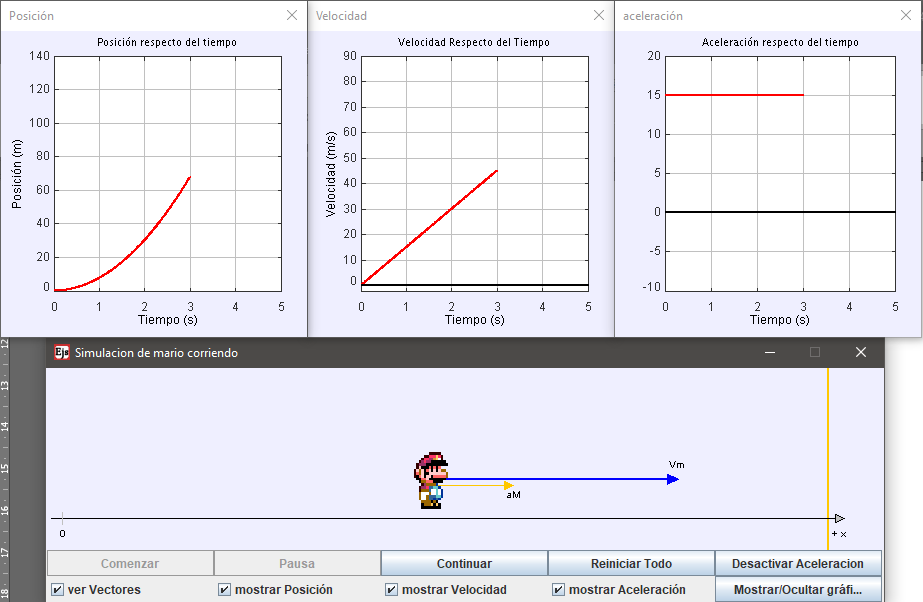 Posición
Velocidad
aceleración
Posición respecto del tiempo
140
120
100
80
60
40
20
0
0 1 2 3 4 5
Posición (m)
Tiempo (s)
Velocidad Respecto del Tiempo
90
80
70
60
50
40
30
20
10
0
0 1 2 3 4 5
Velocidad (m/s)
Tiempo (s)
Aceleración respecto del tiempo
20
15
10
5
0
-5
-10
0 1 2 3 4 5
Tiempo (s)
12
13
14
15
16
17
18
Ejs Simulacion de mario corriendo
Vm
aM
0
+ x
Comenzar Pausa Continuar Reiniciar Todo Desactivar Aceleracion
ver Vectores mostrar Posición mostrar Velocidad mostrar Aceleración Mostrar/Ocultar gráfi...